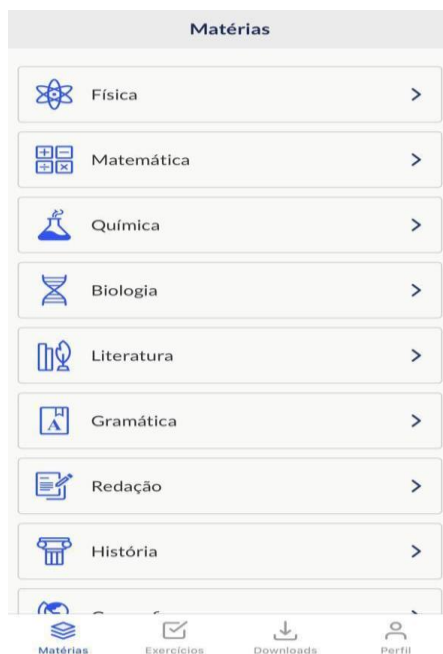 Matérias
Física
Matemática
Química
Biologia
Literatura
Gramática
Redação
História
Matérias
Exercícios
Downloads
Perfil